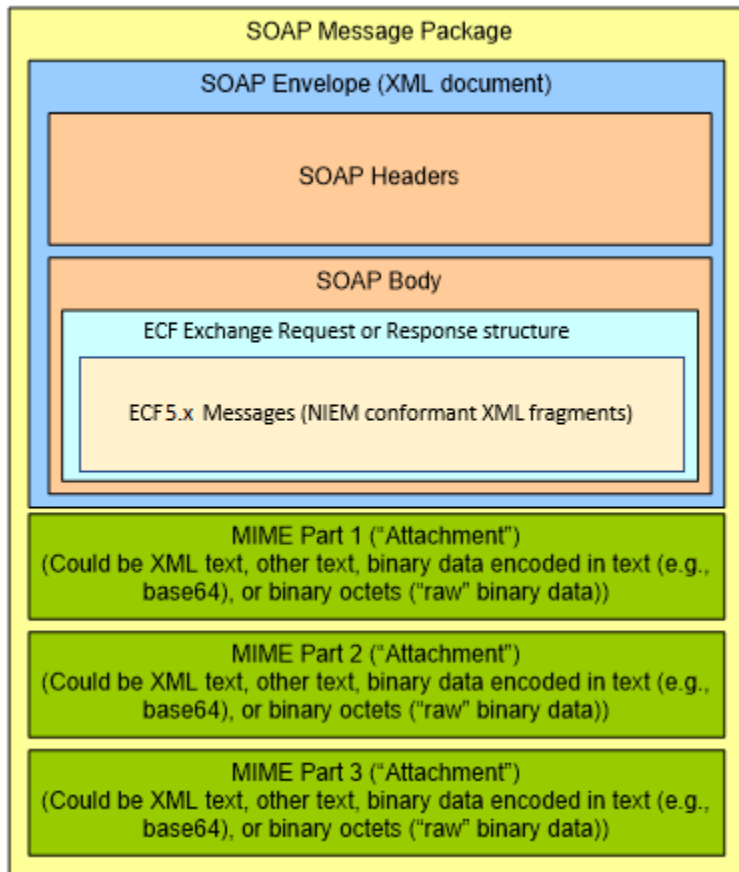 SOAP Message Package
SOAP Envelope (XML document)
SOAP Headers
SOAP Body
ECF Exchange Request or Response structure
ECF5.x Messages (NIEM conformant XML fragments)
MIME Part 1 (“Attachment”)
(Could be XML text, other text, binary data encoded in text (e.g.,
base64), or binary octets (“raw” binary data))
MIME Part 2 (“Attachment”)
(Could be XML text, other text, binary data encoded in text (e.g.,
base64), or binary octets (“raw” binary data))
MIME Part 3 (“Attachment”)
(Could be XML text, other text, binary data encoded in text (e.g.,
base64), or binary octets (“raw” binary data))